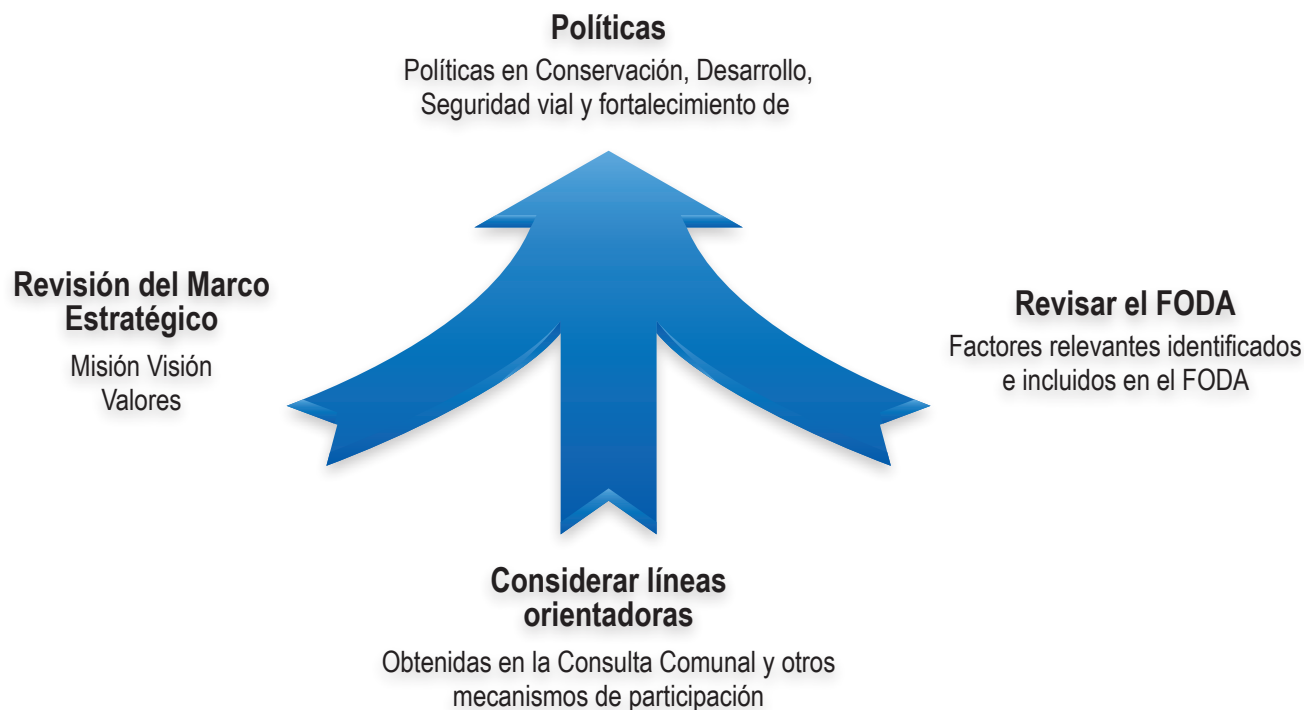 Políticas
Políticas en Conservación, Desarrollo,
Seguridad vial y fortalecimiento de
Revisión del Marco
Estratégico
Misión Visión
Valores
Revisar el FODA
Factores relevantes identificados
e incluidos en el FODA
Considerar líneas
orientadoras
Obtenidas en la Consulta Comunal y otros
mecanismos de participación